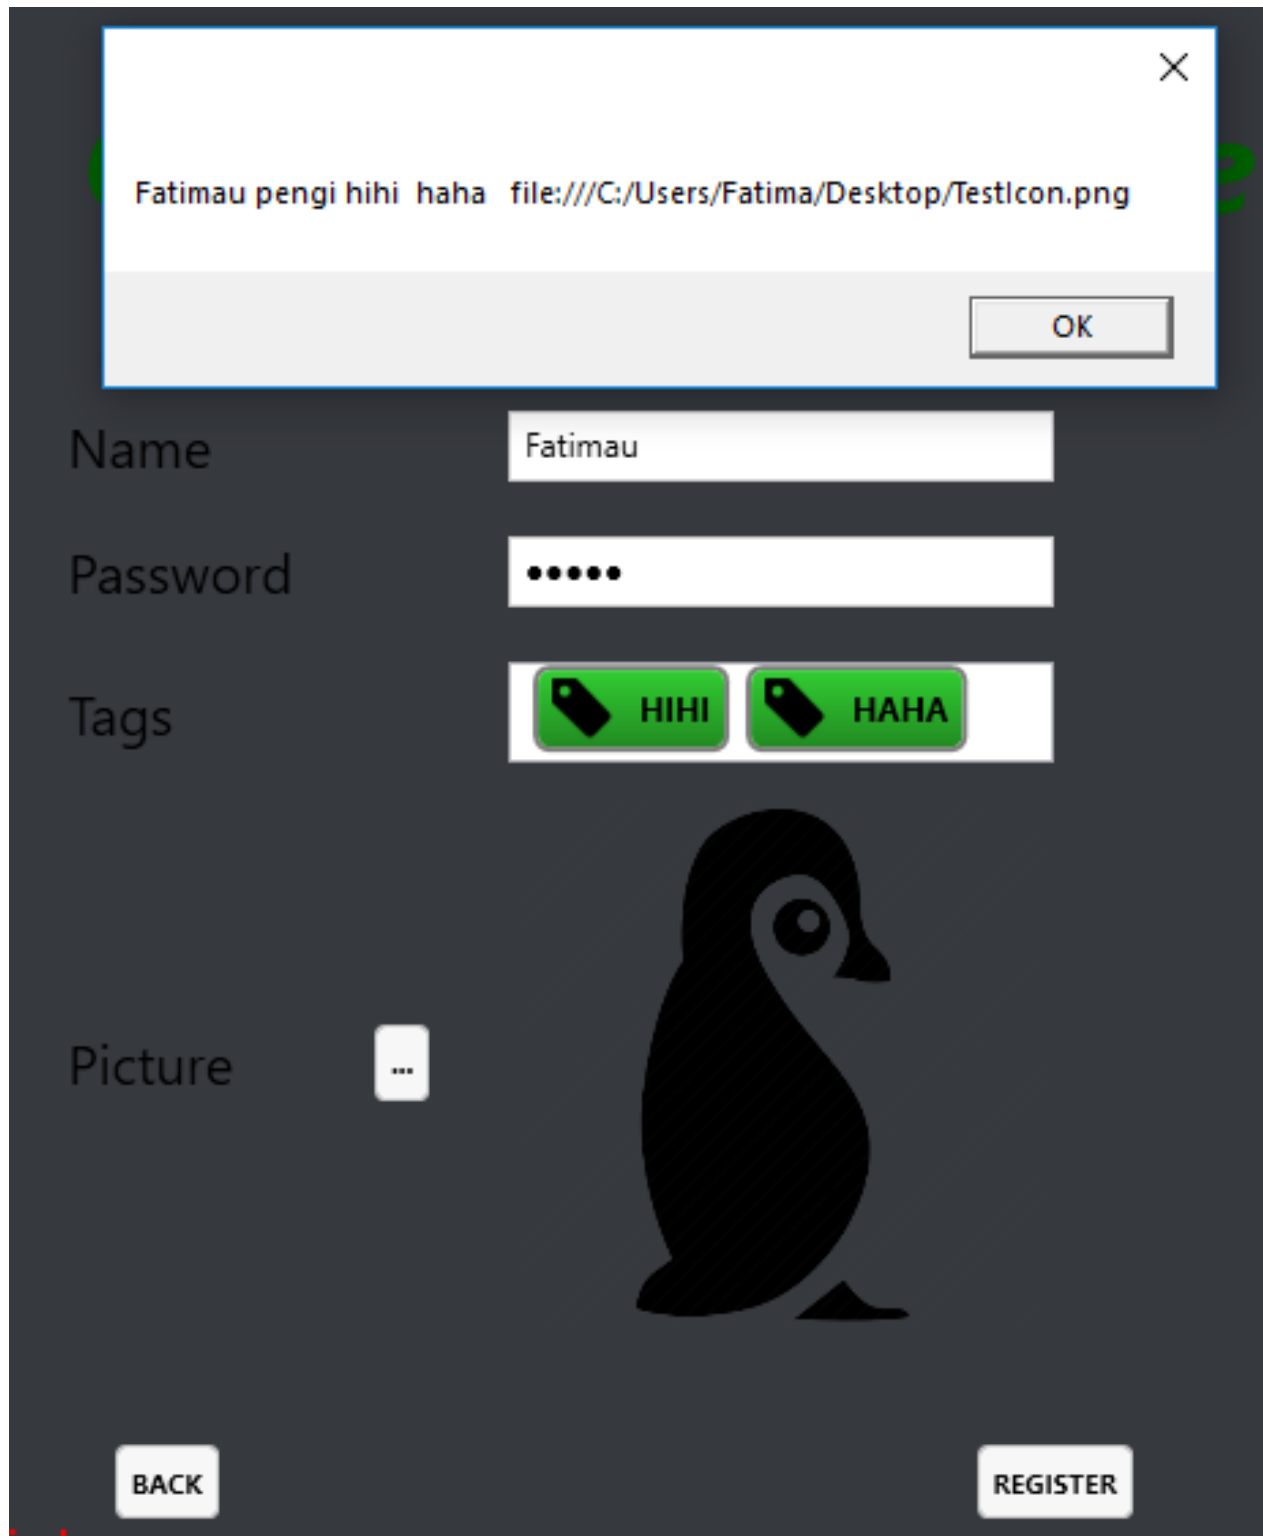 Fatimau pengi hihi  haha   file:///C:/Users/Fatima/Desktop/TestIcon.png
OK
Name
Fatimau
Password
•••••
Tags
HIHI HAHA
Picture
...
BACK
REGISTER